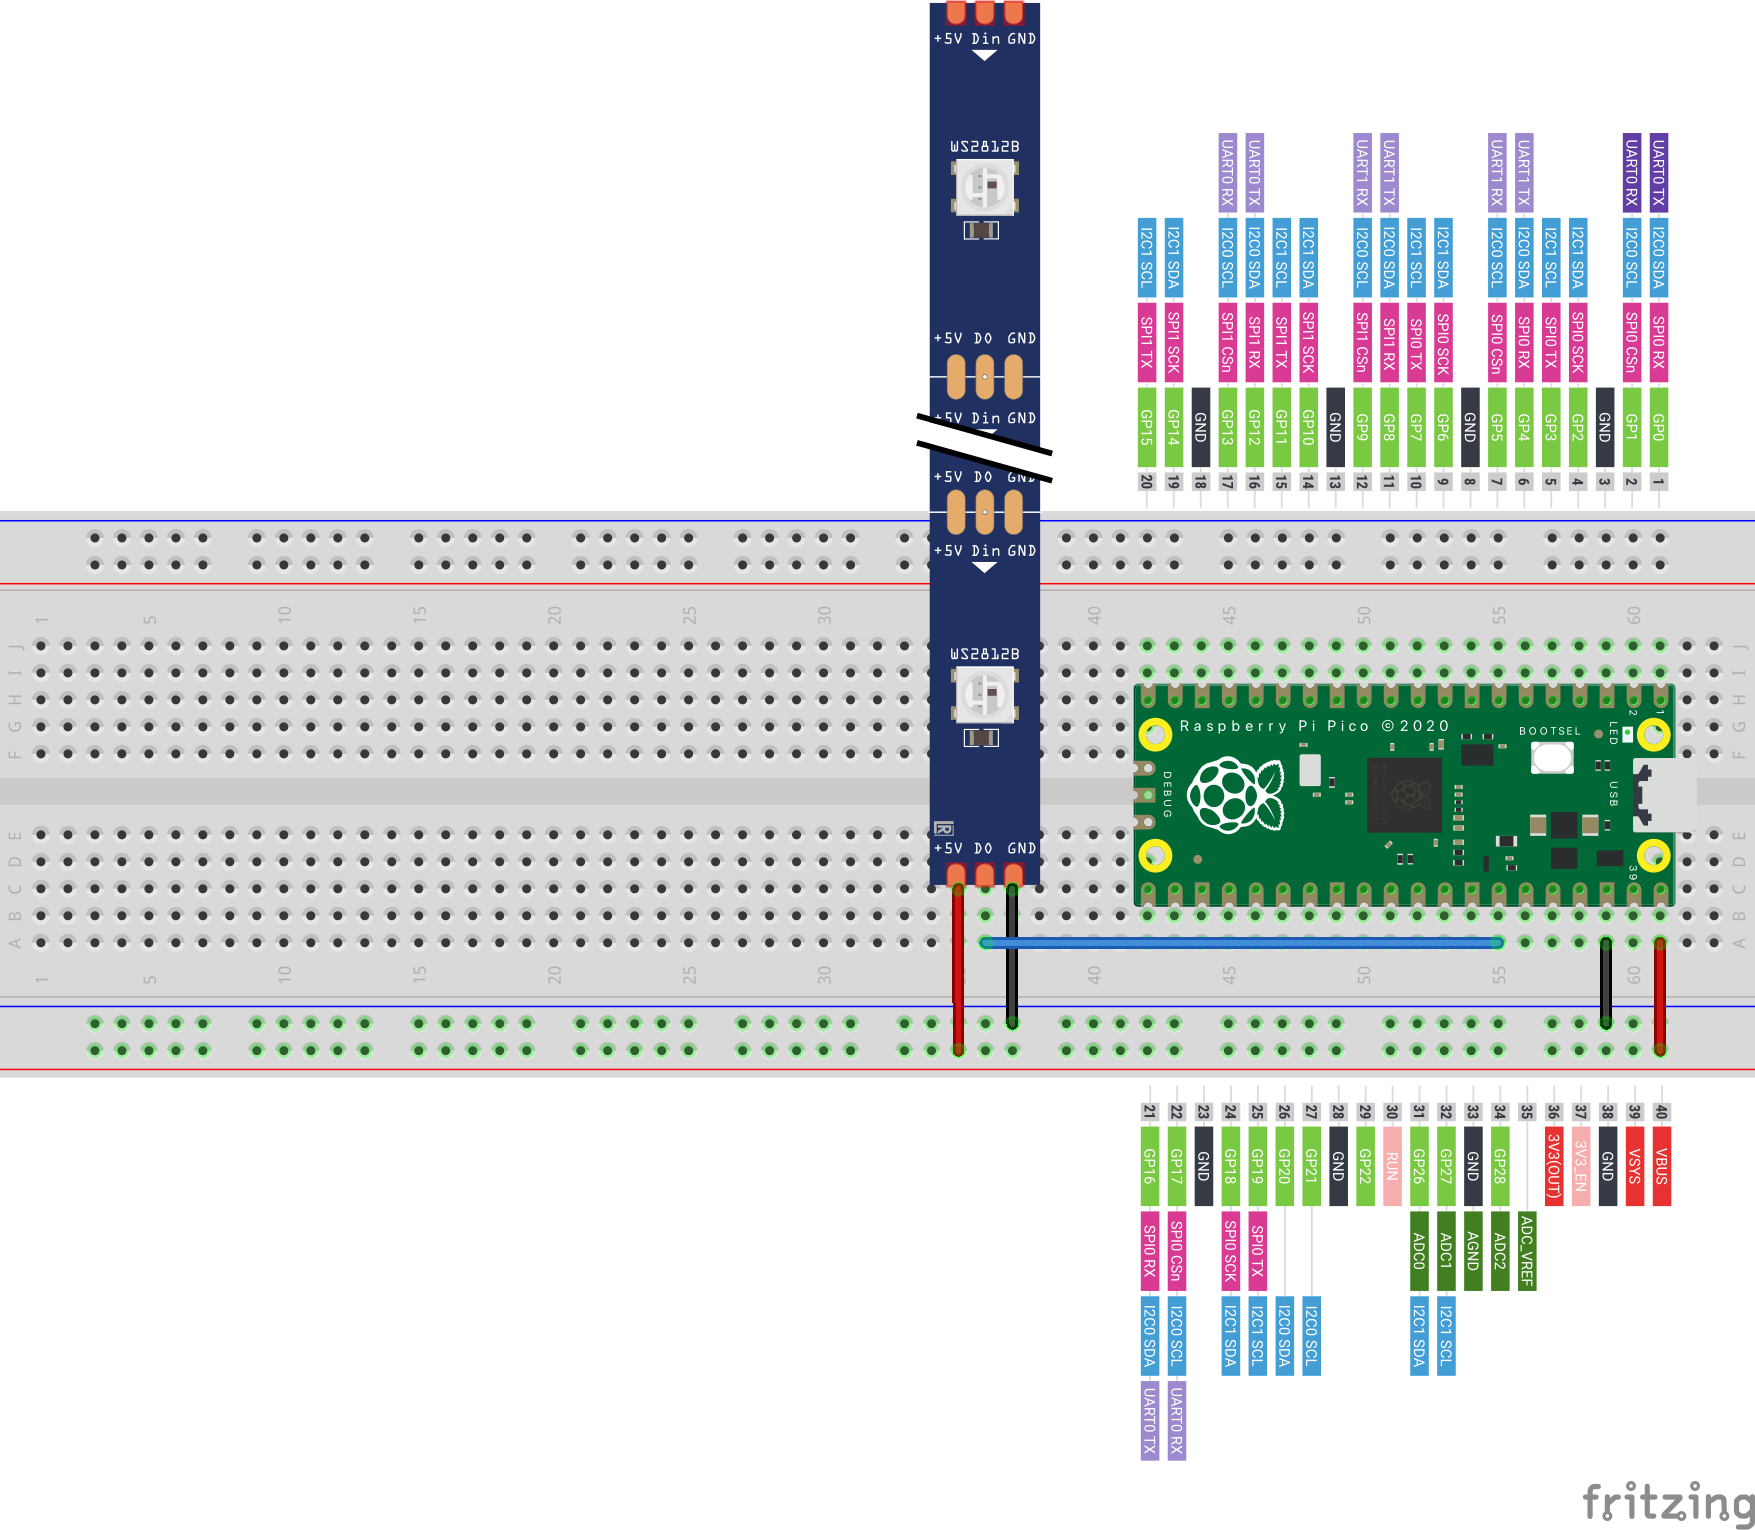 +5V Din GND
WS2812B
+5V DO GND
+5V Din GND
+5V DO GND
+5V Din GND
WS2812B
+5V DO GND
UART0 RX UART0 TX UART1 RX UART1 TX UART1 RX UART1 TX UART0 RX UART0 TX
I2C1 SCL I2C1 SDA I2C0 SCL I2C0 SDA I2C1 SCL I2C1 SDA I2C0 SCL I2C0 SDA I2C1 SCL I2C1 SDA I2C0 SCL I2C0 SDA I2C1 SCL I2C1 SDA I2C0 SCL I2C0 SDA
SPI1 TX SPI1 SCK SPI1 CSn SPI1 RX SPI1 TX SPI1 SCK SPI1 CSn SPI1 RX SPI0 TX SPI0 SCK SPI0 CSn SPI0 RX SPI0 TX SPI0 SCK SPI0 CSn SPI0 RX
GP15 GP14 GND GP13 GP12 GP11 GP10 GND GP9 GP8 GP7 GP6 GND GP5 GP4 GP3 GP2 GND GP1 GP0
20 19 18 17 16 15 14 13 12 11 10 9 8 7 6 5 4 3 2 1
1 5 10 15 20 25 30 40 45 50 55 60
J J
I I
H H
G G
F F
Raspberry Pi Pico ©2020
BOOTSEL
LED
2 1
DEBUG
USB
39
E E
D D
C C
B B
A A
1 5 10 15 20 25 30 40 45 50 55 60
21 22 23 24 25 26 27 28 29 30 31 32 33 34 35 36 37 38 39 40
GP16 GP17 GND GP18 GP19 GP20 GP21 GND GP22 RUN GP26 GP27 GND GP28 3V3(OUT) 3V3_EN GND VSYS VBUS
SPI0 RX SPI0 CSn SPI0 SCK SPI0 TX ADC0 ADC1 AGND ADC2 ADC_VREF
I2C0 SDA I2C0 SCL I2C1 SDA I2C1 SCL I2C0 SDA I2C0 SCL I2C1 SDA I2C1 SCL
UART0 TX UART0 RX
fritzing